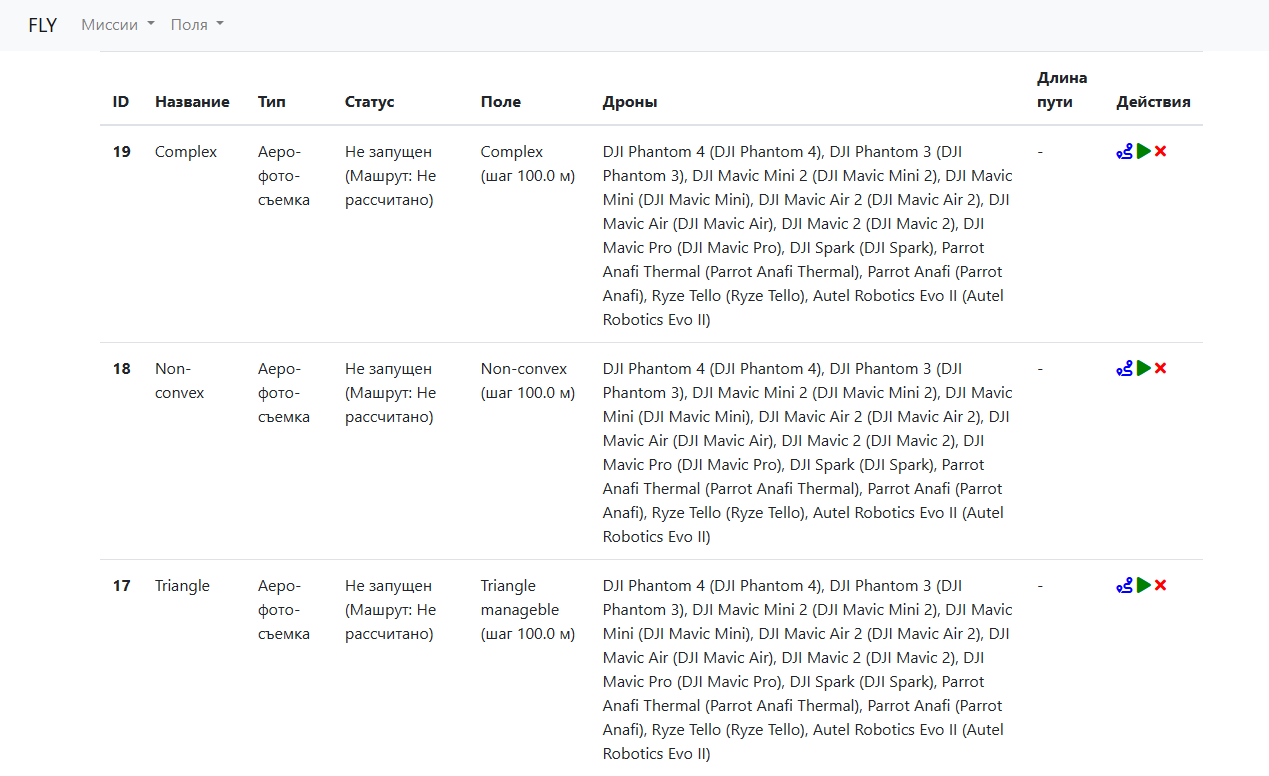 FLY Миссии Поля
ID Название Тип Статус Поле Дроны Длина пути Действия
19 Complex Аеро-фото-съемка Не запущен (Машрут: Не рассчитано) Complex (шаг 100.0 м)
DJI Phantom 4 (DJI Phantom 4), DJI Phantom 3 (DJI
Phantom 3), DJI Mavic Mini 2 (DJI Mavic Mini 2), DJI Mavic
Mini (DJI Mavic Mini), DJI Mavic Air 2 (DJI Mavic Air 2), DJI
Mavic Air (DJI Mavic Air), DJI Mavic 2 (DJI Mavic 2), DJI
Mavic Pro (DJI Mavic Pro), DJI Spark (DJI Spark), Parrot
Anafi Thermal (Parrot Anafi Thermal), Parrot Anafi (Parrot
Anafi), Ryze Tello (Ryze Tello), Autel Robotics Evo II (Autel
Robotics Evo II)
-
18 Non-convex Аеро-фото-съемка Не запущен (Машрут: Не рассчитано) Non-convex (шаг 100.0 м)
DJI Phantom 4 (DJI Phantom 4), DJI Phantom 3 (DJI
Phantom 3), DJI Mavic Mini 2 (DJI Mavic Mini 2), DJI Mavic
Mini (DJI Mavic Mini), DJI Mavic Air 2 (DJI Mavic Air 2), DJI
Mavic Air (DJI Mavic Air), DJI Mavic 2 (DJI Mavic 2), DJI
Mavic Pro (DJI Mavic Pro), DJI Spark (DJI Spark), Parrot
Anafi Thermal (Parrot Anafi Thermal), Parrot Anafi (Parrot
Anafi), Ryze Tello (Ryze Tello), Autel Robotics Evo II (Autel
Robotics Evo II)
-
17 Triangle Аеро-фото-съемка Не запущен (Машрут: Не рассчитано) Triangle manageble (шаг 100.0 м)
DJI Phantom 4 (DJI Phantom 4), DJI Phantom 3 (DJI
Phantom 3), DJI Mavic Mini 2 (DJI Mavic Mini 2), DJI Mavic
Mini (DJI Mavic Mini), DJI Mavic Air 2 (DJI Mavic Air 2), DJI
Mavic Air (DJI Mavic Air), DJI Mavic 2 (DJI Mavic 2), DJI
Mavic Pro (DJI Mavic Pro), DJI Spark (DJI Spark), Parrot
Anafi Thermal (Parrot Anafi Thermal), Parrot Anafi (Parrot
Anafi), Ryze Tello (Ryze Tello), Autel Robotics Evo II (Autel
Robotics Evo II)
-